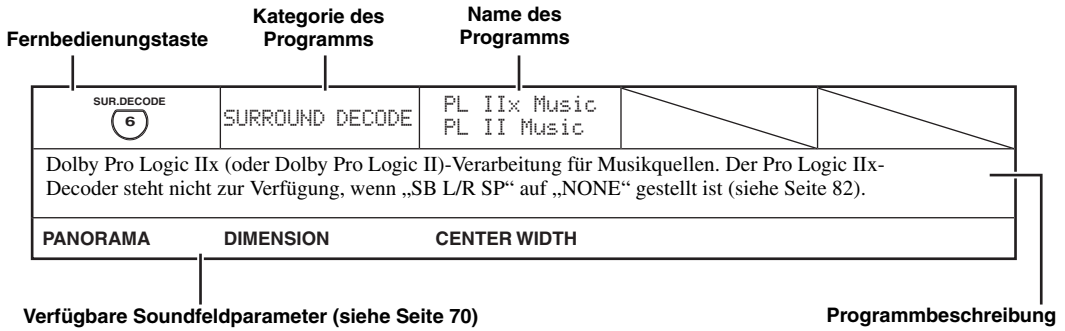 Fernbedienungstaste
Kategorie des
Programms
Name des
Programms
SUR.DECODE
6
SURROUND DECODE
PL IIx Music
PL II Music
Dolby Pro Logic IIx (oder Dolby Pro Logic II)-Verarbeitung für Musikquellen. Der Pro Logic IIx-
Decoder steht nicht zur Verfügung, wenn „SB L/R SP“ auf „NONE“ gestellt ist (siehe Seite 82).
PANORAMA DIMENSION CENTER WIDTH
Verfügbare Soundfeldparameter (siehe Seite 70)
Programmbeschreibung